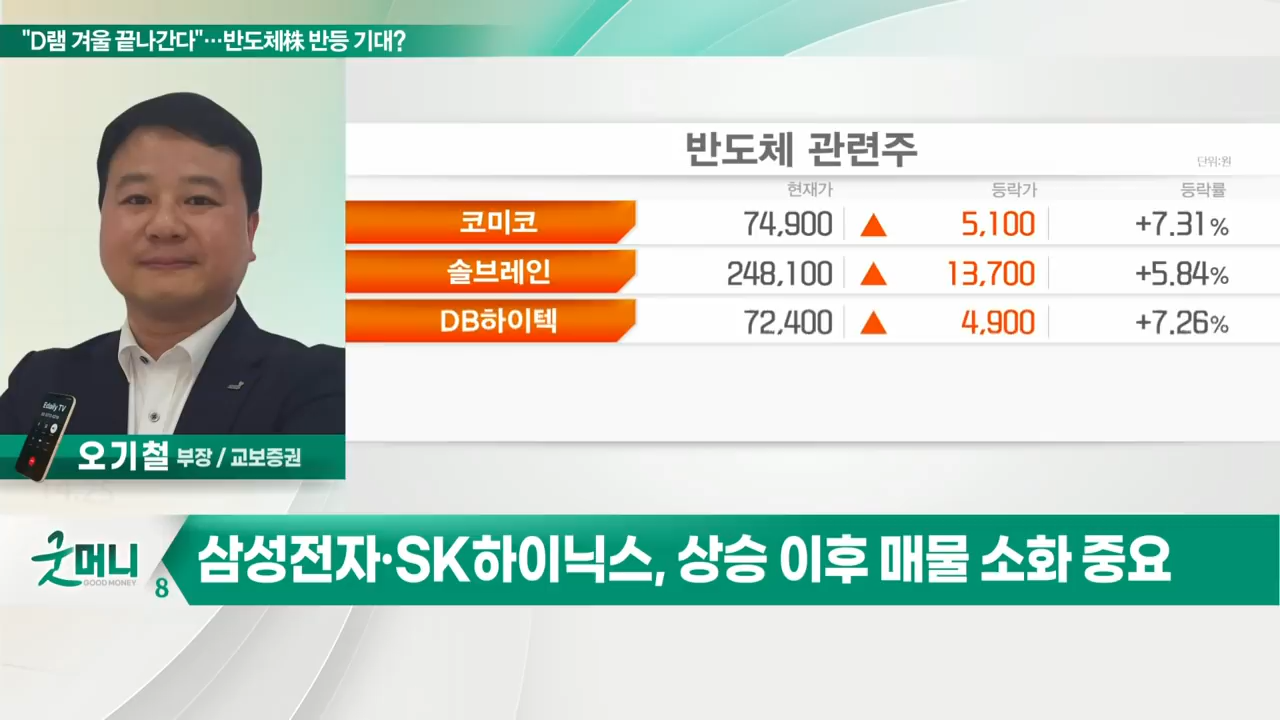 "D램 겨울 끝나간다"…반도체株 반등 기대?
반도체 관련주
단위:원
현재가 등락가 등락률
코미코 74,900 ▲ 5,100 +7.31%
솔브레인 248,100 ▲ 13,700 +5.84%
DB하이텍 72,400 ▲ 4,900 +7.26%
Edaily TV
오기철 부장 / 교보증권
굿머니
GOOD MONEY
8
삼성전자·SK하이닉스, 상승 이후 매물 소화 중요